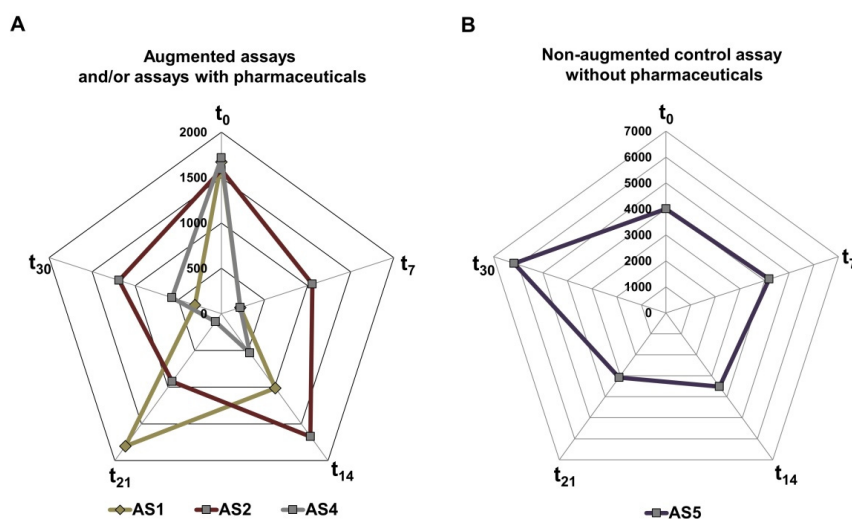 A
Augmented assays
and/or assays with pharmaceuticals
t0
2000
1500
1000
500
0
t7
t14
t21
t30
AS1 AS2 AS4
B
Non-augmented control assay
without pharmaceuticals
t0
7000
6000
5000
4000
3000
2000
1000
0
t7
t14
t21
t30
AS5